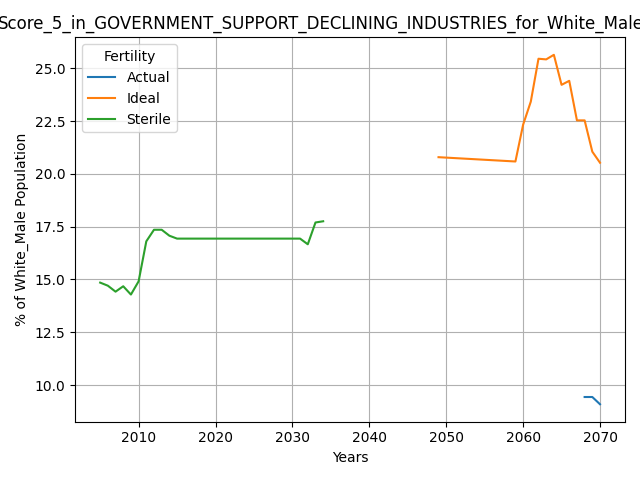 Score_5_in_GOVERNMENT_SUPPORT_DECLINING_INDUSTRIES_for_White_Male
Fertility
Actual
Ideal
Sterile
% of White_Male Population
25.0
22.5
20.0
17.5
15.0
12.5
10.0
2010 2020 2030 2040 2050 2060 2070
Years